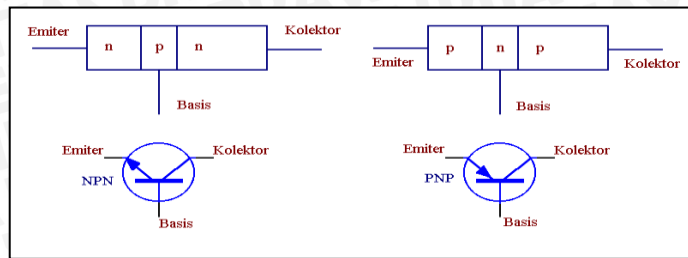 Emiter n p n Kolektor
Basis
Emiter p n p Kolektor
Basis
Emiter Kolektor
NPN
Basis
Emiter Kolektor
PNP
Basis